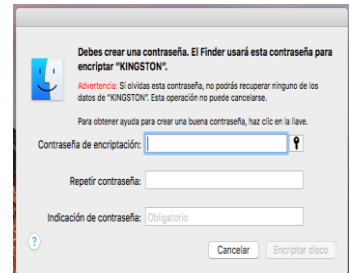 Debes crear una contraseña. El Finder usará esta contraseña para
encriptar "KINGSTON".
Advertencia: Si olvidas esta contraseña, no podrás recuperar ninguno de los
datos de "KINGSTON". Esta operación no puede cancelarse.
Para obtener ayuda para crear una buena contraseña, haz clic en la llave.
Contraseña de encriptación:
Repetir contraseña:
Indicación de contraseña: Obligatorio
? Cancelar Encriptar disco